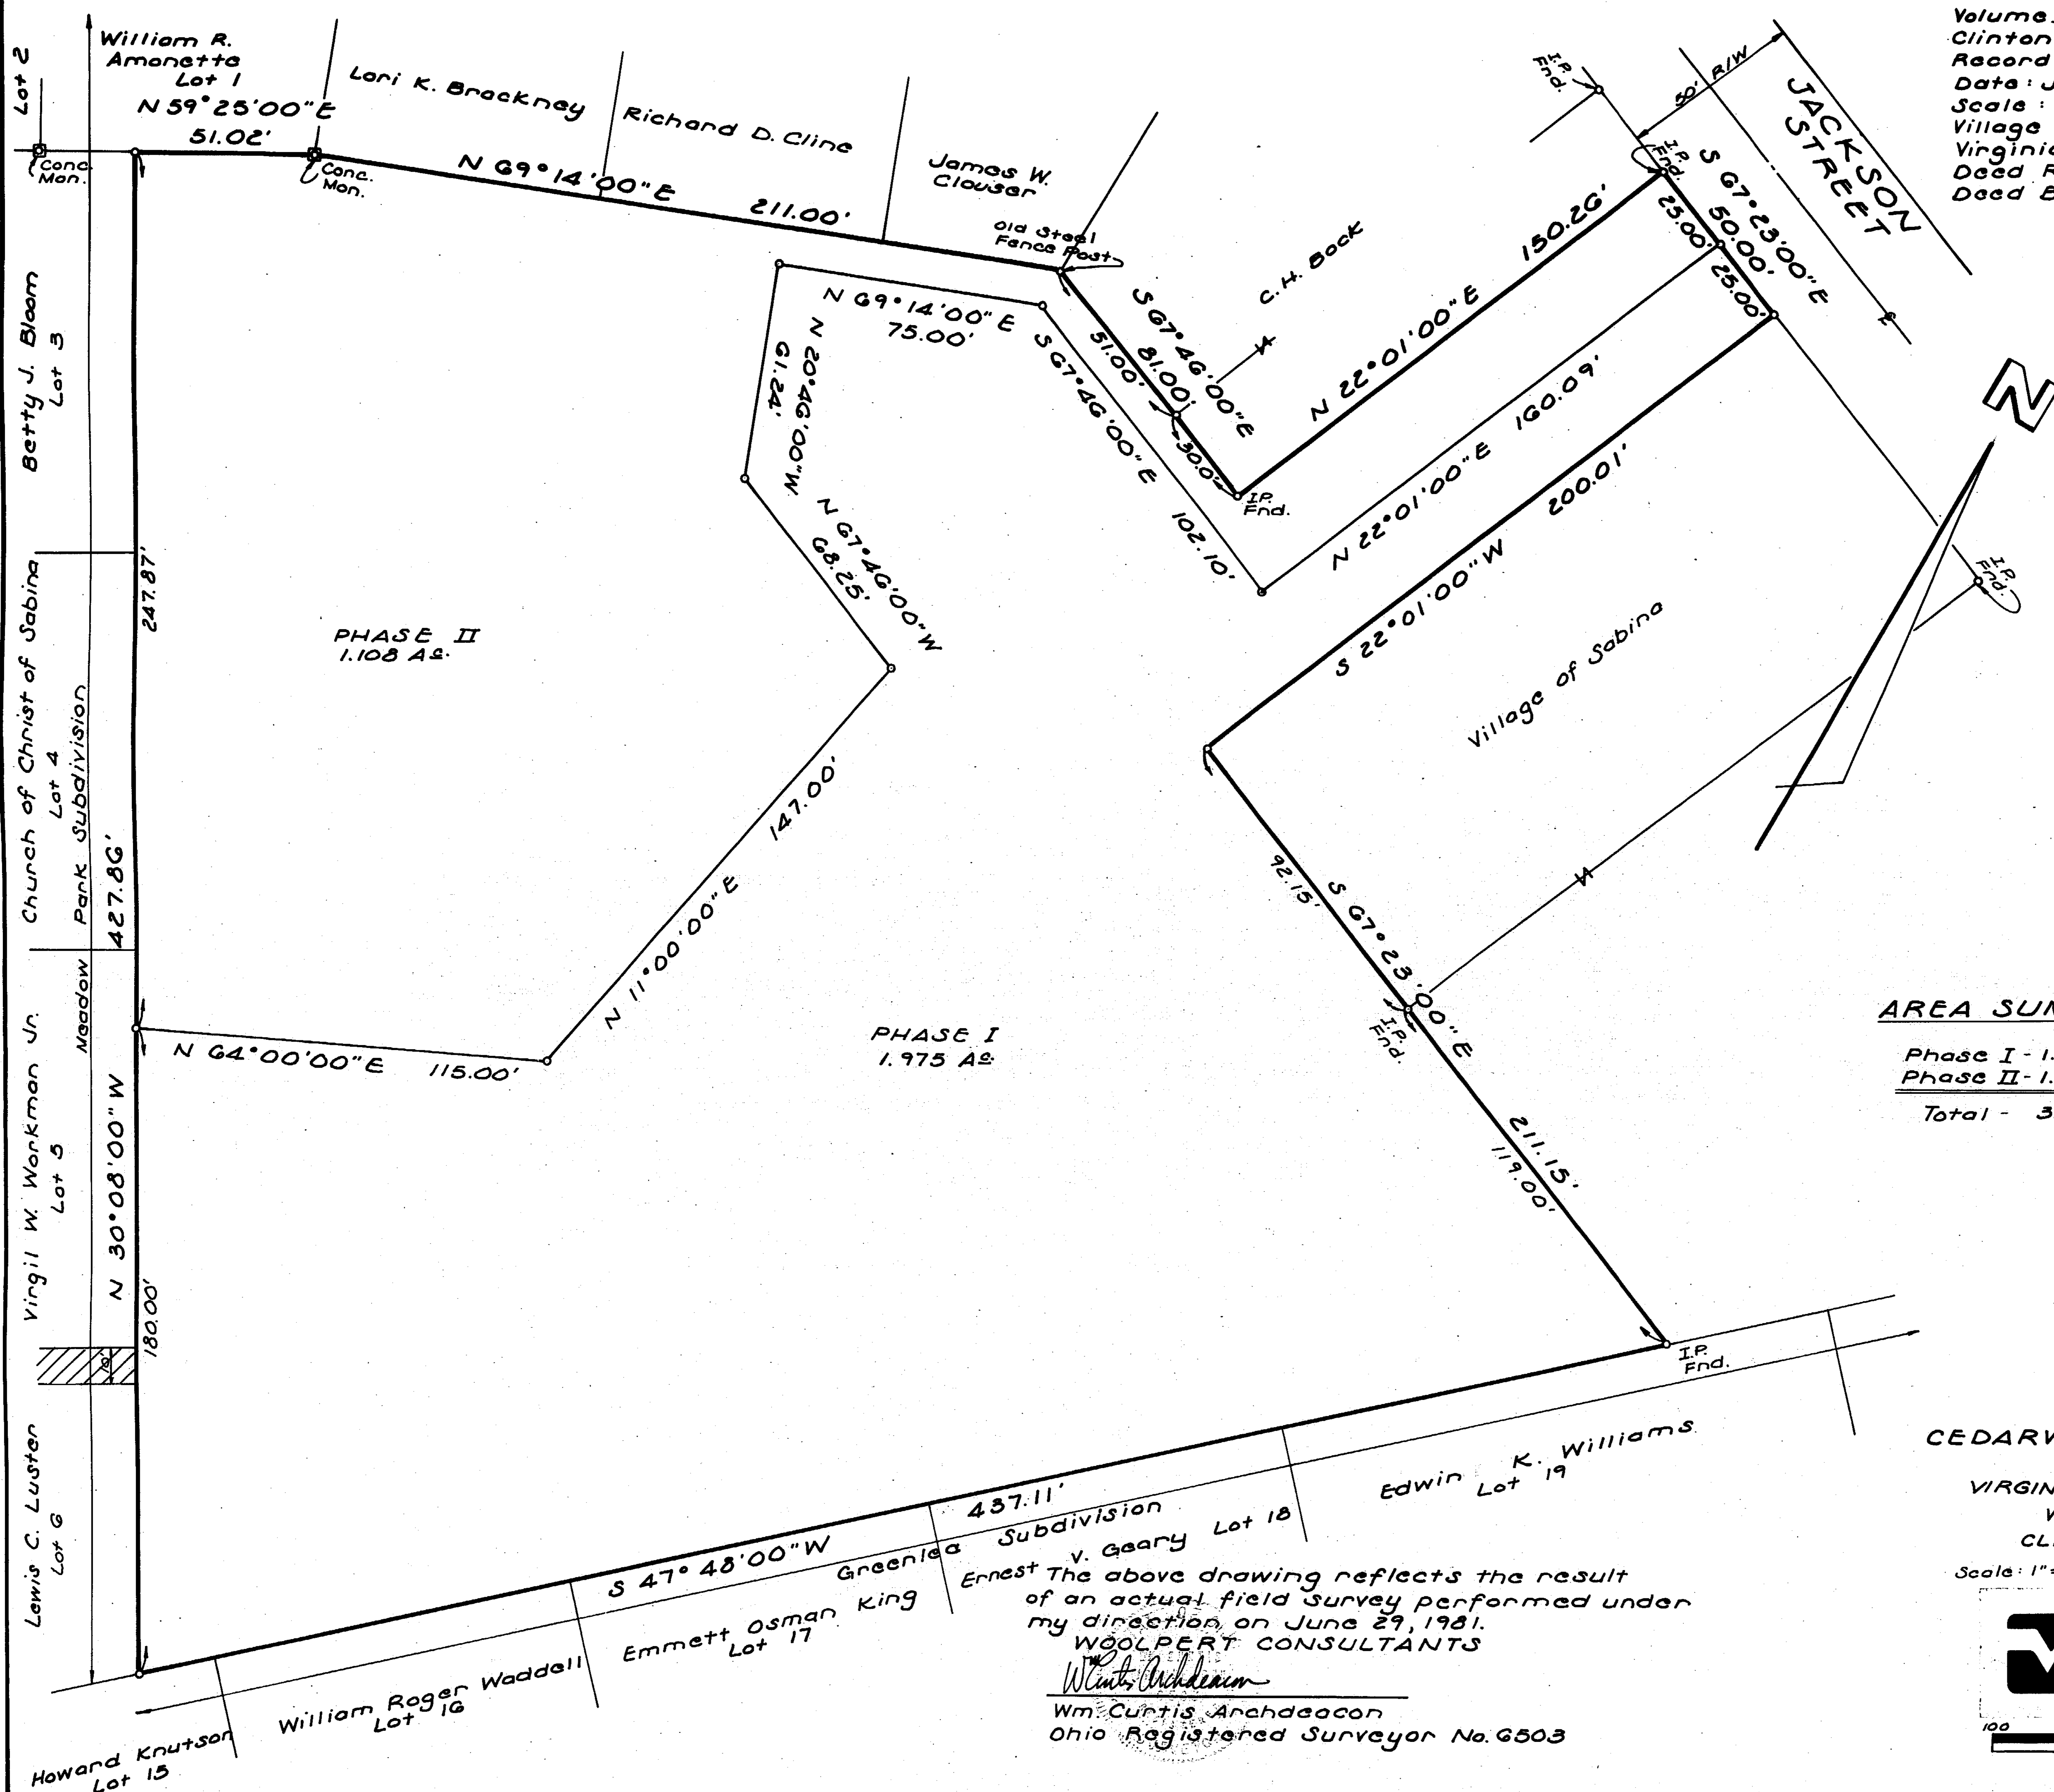 Volume
Clinton
Record
Date : J
Scale :
Village
Virginia
Deed R
Deed B
Lot 2
William R.
Amonette
Lot 1
N 59°25'00"E
51.02'
Conc.
Mon.
Conc.
Mon.
Lori K. Brackney
Richard D. Cline
James W.
Clouser
N 69°14'00"E 211.00'
Old Steel
Fence Post
C. H. Bock
I.P.
Fnd.
50' R/W
JACKSON
STREET
I.P.
Fnd.
S 67°23'00"E
50.00'
25.00'
25.00'
N 22°01'00"E 150.26'
S 67°46'00"E
81.00'
51.00'
30.0'
I.P.
Fnd.
N 69°14'00"E
75.00'
N 20°46'00"W
61.24'
S 67°46'00"E 102.10'
N 22°01'00"E 160.09'
N 67°46'00"W
68.25'
S 22°01'00"W 200.01'
Village of Sabina
N
I.P.
Fnd.
Betty J. Bloom
Lot 3
247.87'
PHASE II
1.108 Ac.
Church of Christ of Sabina
Lot 4
Meadow Park Subdivision
N 30°08'00"W 427.86'
N 11°00'00"E 147.00'
N 64°00'00"E 115.00'
PHASE I
1.975 Ac.
92.15'
S 67°23'00"E 211.15'
I.P.
Fnd.
119.00'
AREA SUM
Phase I - 1.
Phase II - 1.
Total - 3
Virgil W. Workman Jr.
Lot 5
180.00'
10'
Lewis C. Luster
Lot 6
I.P.
Fnd.
S 47°48'00"W 437.11'
Greenlea Subdivision
Howard Knutson
Lot 15
William Roger Waddell
Lot 16
Emmett Osman King
Lot 17
Ernest V. Geary Lot 18
Edwin K. Williams
Lot 19
The above drawing reflects the result
of an actual field survey performed under
my direction on June 29, 1981.
WOOLPERT CONSULTANTS
Wm. Curtis Archdeacon
Wm. Curtis Archdeacon
Ohio Registered Surveyor No. 6503
CEDARW
VIRGIN
CL
Scale: 1"=
100